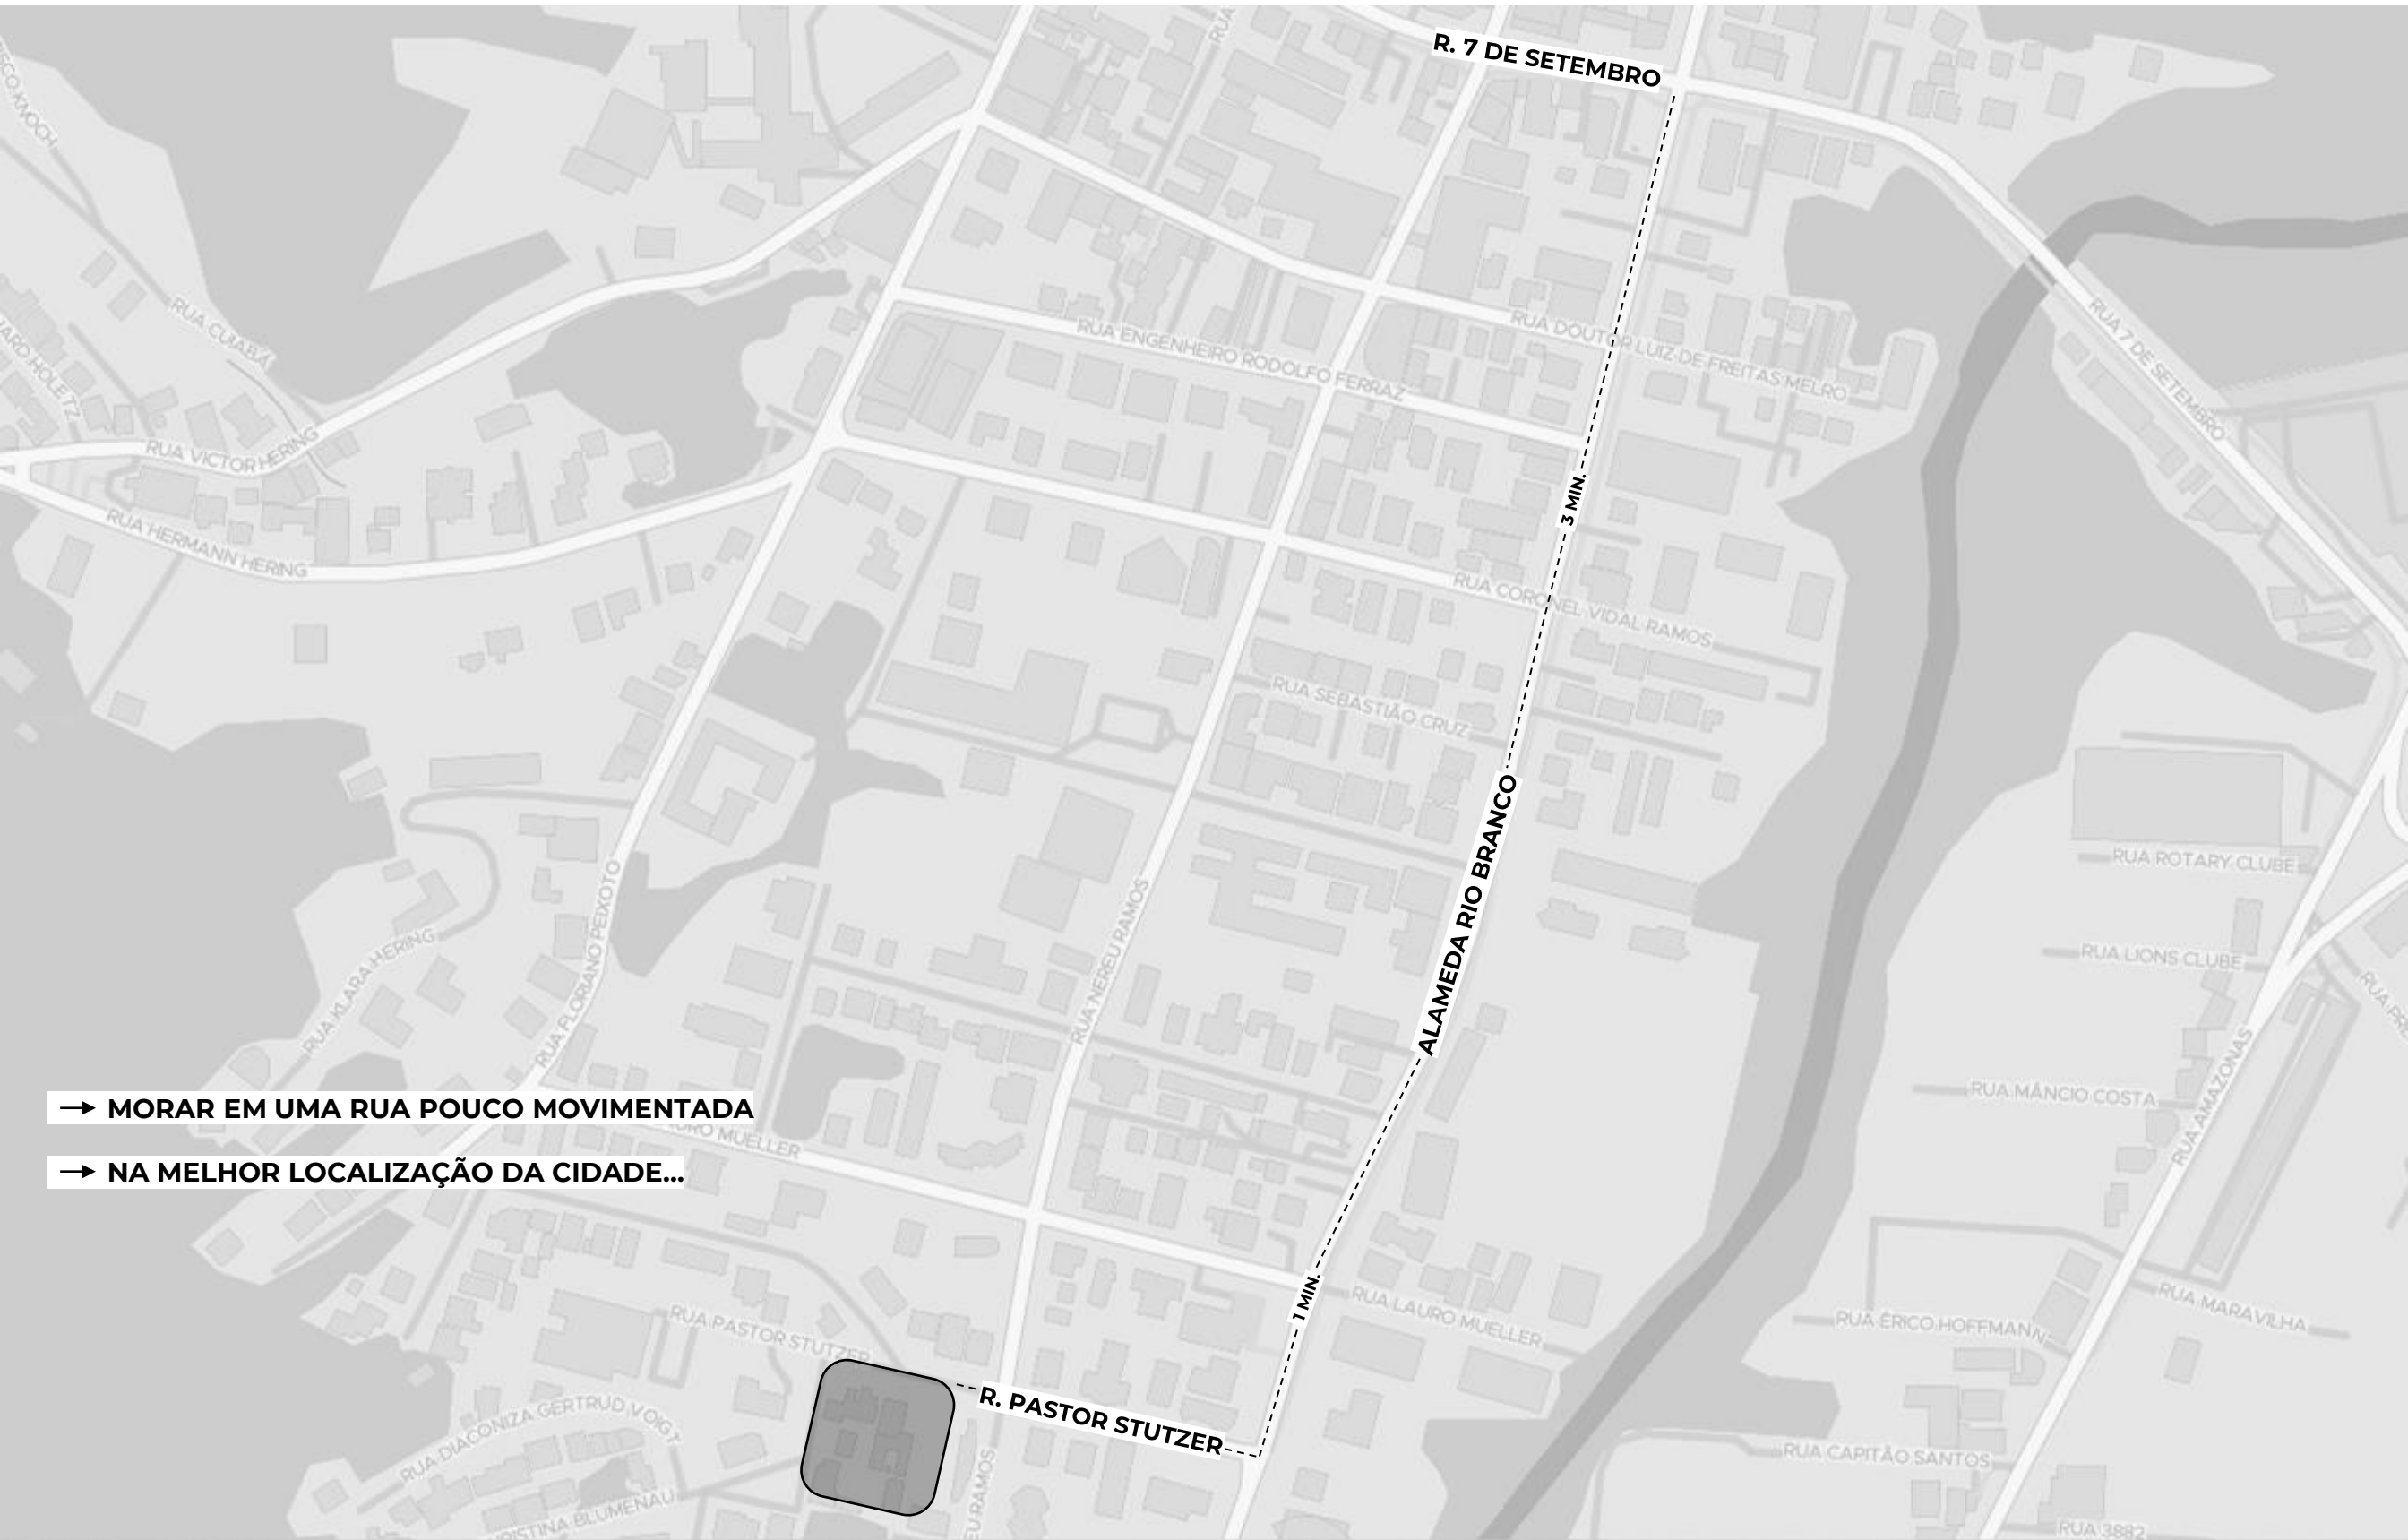 R. 7 DE SETEMBRO
RUA CUIABÁ
RUA 7 DE SETEMBRO
RUA ENGENHEIRO RODOLFO FERRAZ
RUA DOUTOR LUIZ DE FREITAS MELRO
RUA VICTOR HERING
RUA HERMANN HERING
3 MIN.
RUA CORONEL VIDAL RAMOS
RUA SEBASTIÃO CRUZ
ALAMEDA RIO BRANCO
RUA ROTARY CLUBE
RUA FLORIANO PEIXOTO
RUA NEREU RAMOS
RUA KLARA HERING
RUA LIONS CLUBE
RUA AMAZONAS
RUA MÂNCIO COSTA
→ MORAR EM UMA RUA POUCO MOVIMENTADA
MUELLER
→ NA MELHOR LOCALIZAÇÃO DA CIDADE...
1 MIN.
RUA LAURO MUELLER
RUA MARAVILHA
RUA ÉRICO HOFFMANN
RUA PASTOR STUTZER
R. PASTOR STUTZER
RUA DIACONIZA GERTRUD VOIGT
RUA CAPITÃO SANTOS
RAMOS
BLUMENAU
RUA 3882